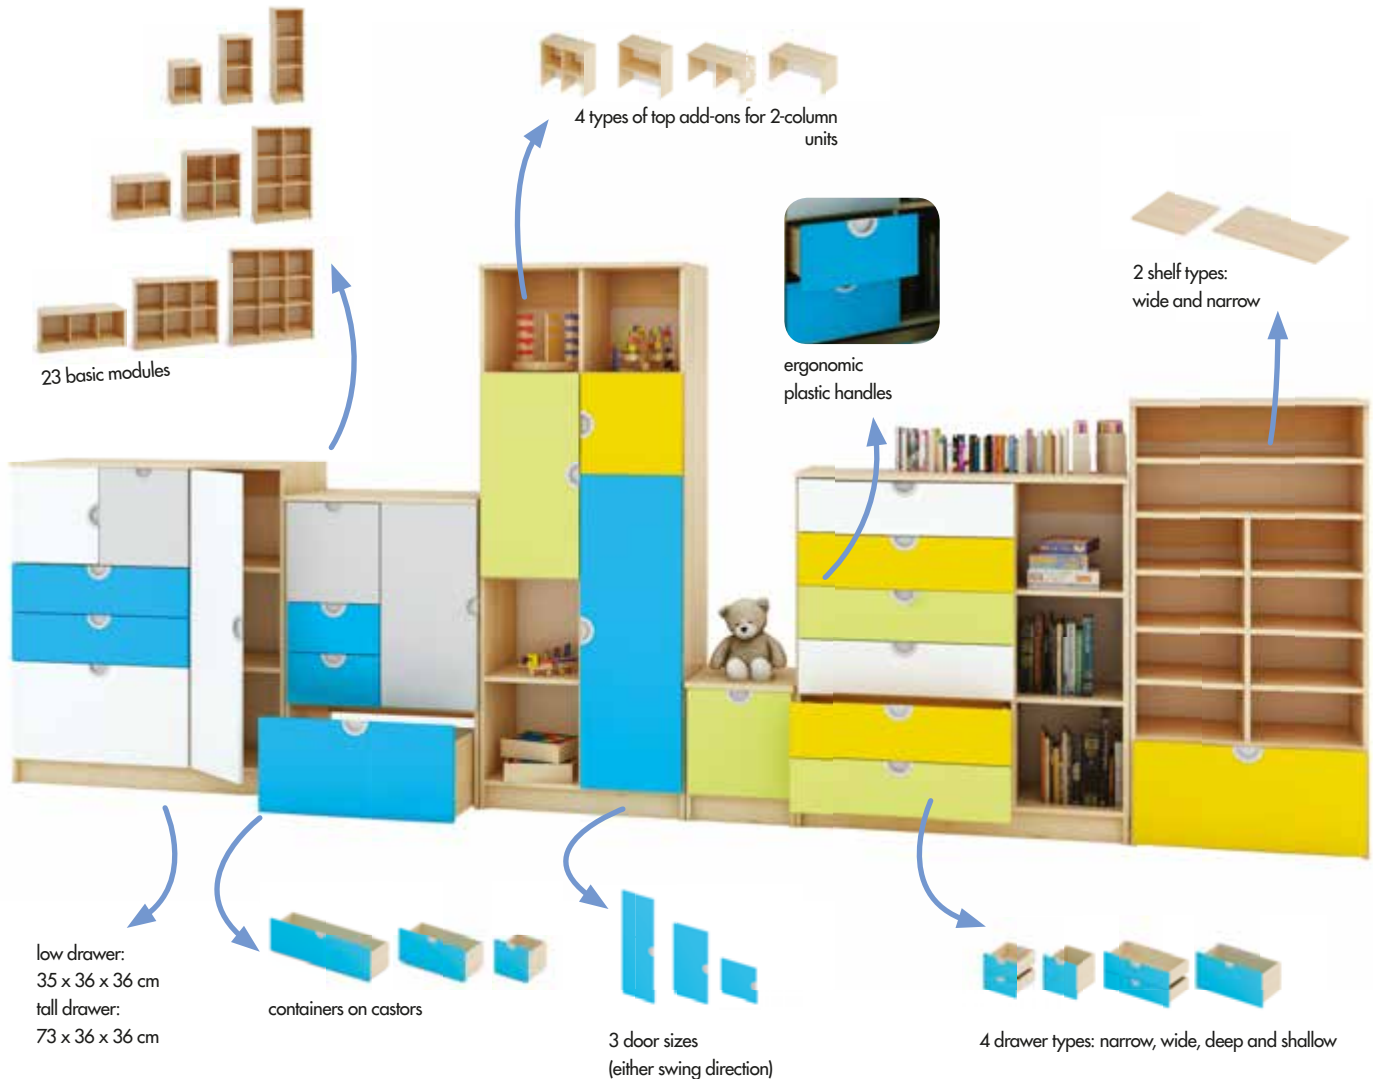 4 types of top add-ons for 2-column
units
2 shelf types:
wide and narrow
ergonomic
plastic handles
23 basic modules
low drawer:
35 x 36 x 36 cm
tall drawer:
73 x 36 x 36 cm
containers on castors
3 door sizes
(either swing direction)
4 drawer types: narrow, wide, deep and shallow